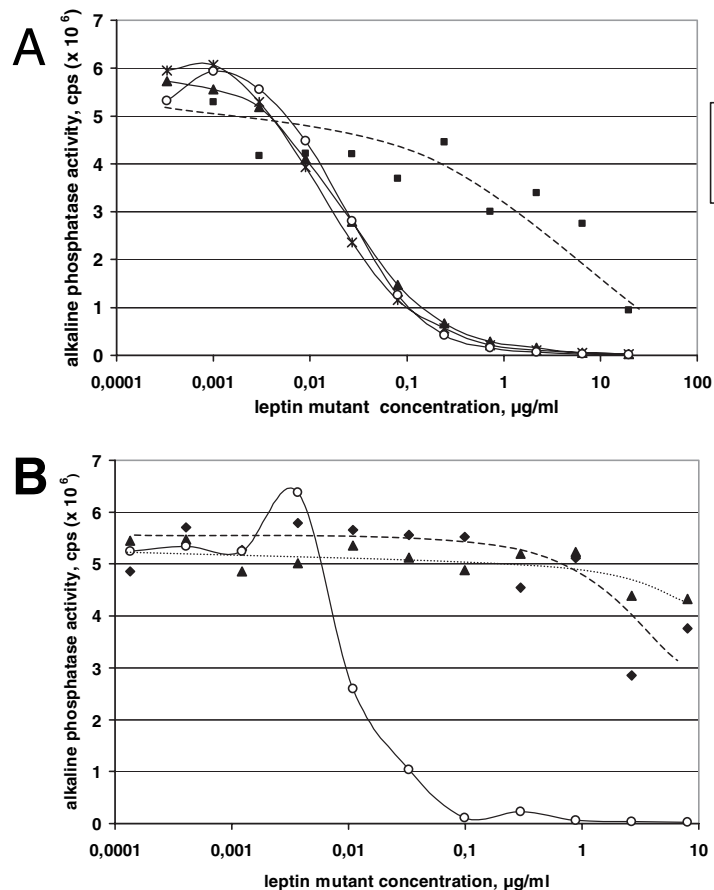 A
alkaline phosphatase activity, cps (x 10⁶)
7
6
5
4
3
2
1
0
0,0001 0,001 0,01 0,1 1 10 100
leptin mutant concentration, µg/ml
B
alkaline phosphatase activity, cps (x 10⁶)
7
6
5
4
3
2
1
0
0,0001 0,001 0,01 0,1 1 10
leptin mutant concentration, µg/ml